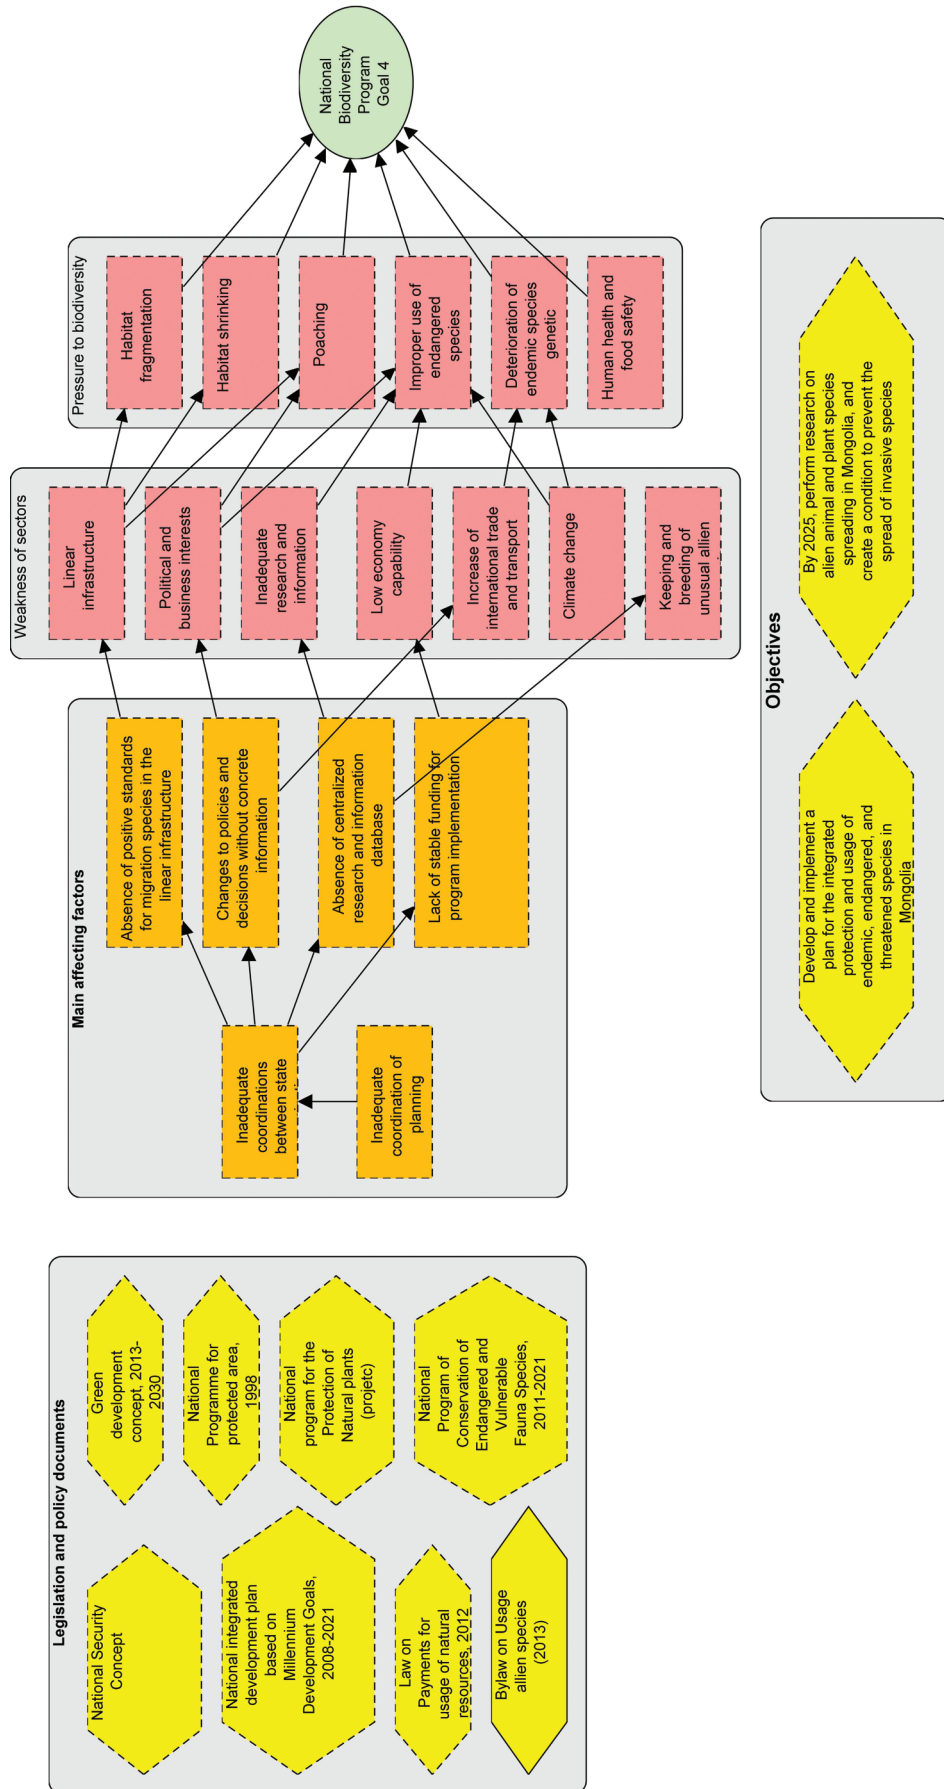 Legislation and policy documents
National Security
Concept
Green
development
concept, 2013-
2030
National integrated
development plan
based on
Millennium
Development Goals,
2008-2021
National
Programme for
protected area,
1998
Law on
Payments for
usage of natural
resources, 2012
National
program for the
Protection of
Natural plants
(projetc)
Bylaw on Usage
allien species
(2013)
National
Program of
Conservation of
Endangered and
Vulnerable
Fauna Species,
2011-2021
Main affecting factors
Inadequate
coordinations
between state
Inadequate
coordination of
planning
Absence of positive standards
for migration species in the
linear infrastructure
Changes to policies and
decisions without concrete
information
Absence of centralized
research and information
database
Lack of stable funding for
program implementation
Weakness of sectors
Linear
infrastructure
Political and
business interests
Inadequate
research and
information
Low economy
capability
Increase of
international trade
and transport
Climate change
Keeping and
breeding of
unusual allien
Pressure to biodiversity
Habitat
fragmentation
Habitat shrinking
Poaching
Improper use of
endangered
species
Deterioration of
endemic species
genetic
Human health and
food safety
National
Biodiversity
Program
Goal 4
Objectives
Develop and implement a
plan for the integrated
protection and usage of
endemic, endangered, and
threatened species in
Mongolia
By 2025, perform research on
alien animal and plant species
spreading in Mongolia, and
create a condition to prevent the
spread of invasive species